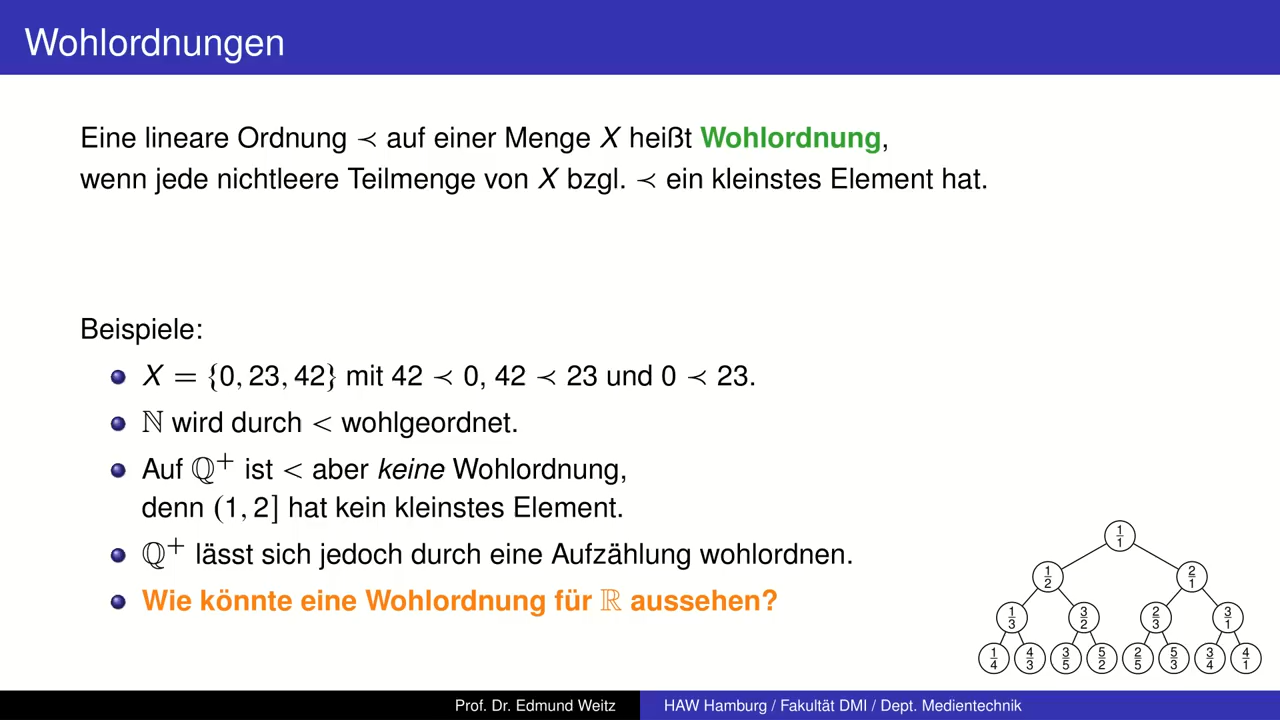 Wohlordnungen
Eine lineare Ordnung ≺ auf einer Menge X heißt Wohlordnung,
wenn jede nichtleere Teilmenge von X bzgl. ≺ ein kleinstes Element hat.
Beispiele:
X = {0, 23, 42} mit 42 ≺ 0, 42 ≺ 23 und 0 ≺ 23.
ℕ wird durch < wohlgeordnet.
Auf ℚ⁺ ist < aber keine Wohlordnung,
denn (1, 2] hat kein kleinstes Element.
ℚ⁺ lässt sich jedoch durch eine Aufzählung wohlordnen.
Wie könnte eine Wohlordnung für ℝ aussehen?
1/1
1/2 2/1
1/3 3/2 2/3 3/1
1/4 4/3 3/5 5/2 2/5 5/3 3/4 4/1
Prof. Dr. Edmund Weitz HAW Hamburg / Fakultät DMI / Dept. Medientechnik